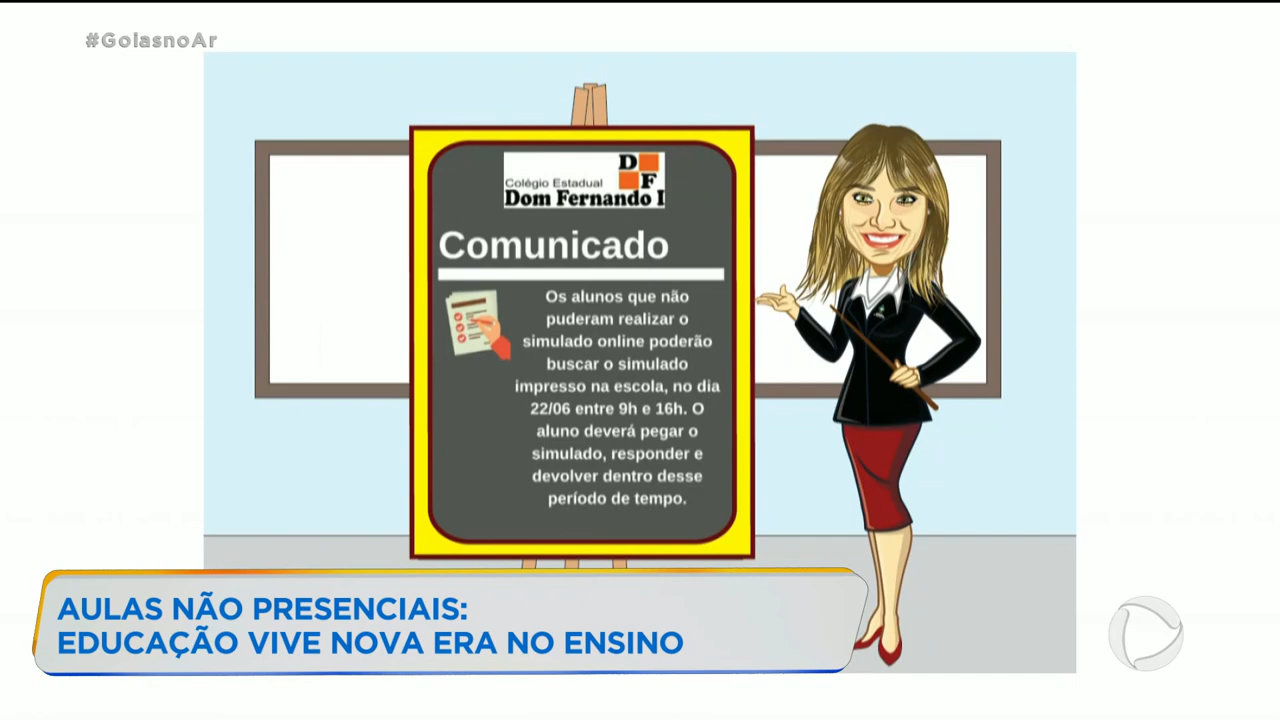 #GoiasnoAr
DF
Colégio Estadual
Dom Fernando I
Comunicado
Os alunos que não
puderam realizar o
simulado online poderão
buscar o simulado
impresso na escola, no dia
22/06 entre 9h e 16h. O
aluno deverá pegar o
simulado, responder e
devolver dentro desse
período de tempo.
AULAS NÃO PRESENCIAIS:
EDUCAÇÃO VIVE NOVA ERA NO ENSINO